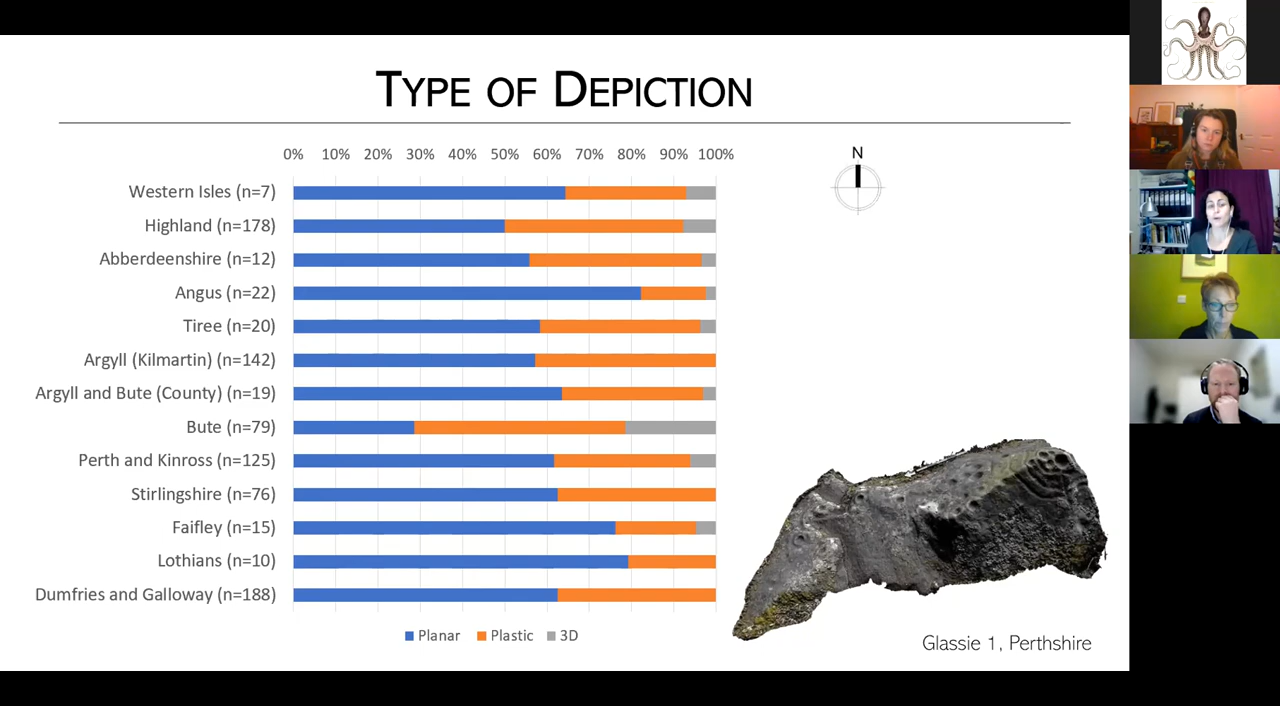 TYPE OF DEPICTION
0% 10% 20% 30% 40% 50% 60% 70% 80% 90% 100%
N
Western Isles (n=7)
Highland (n=178)
Abberdeenshire (n=12)
Angus (n=22)
Tiree (n=20)
Argyll (Kilmartin) (n=142)
Argyll and Bute (County) (n=19)
Bute (n=79)
Perth and Kinross (n=125)
Stirlingshire (n=76)
Faifley (n=15)
Lothians (n=10)
Dumfries and Galloway (n=188)
Planar Plastic 3D
Glassie 1, Perthshire